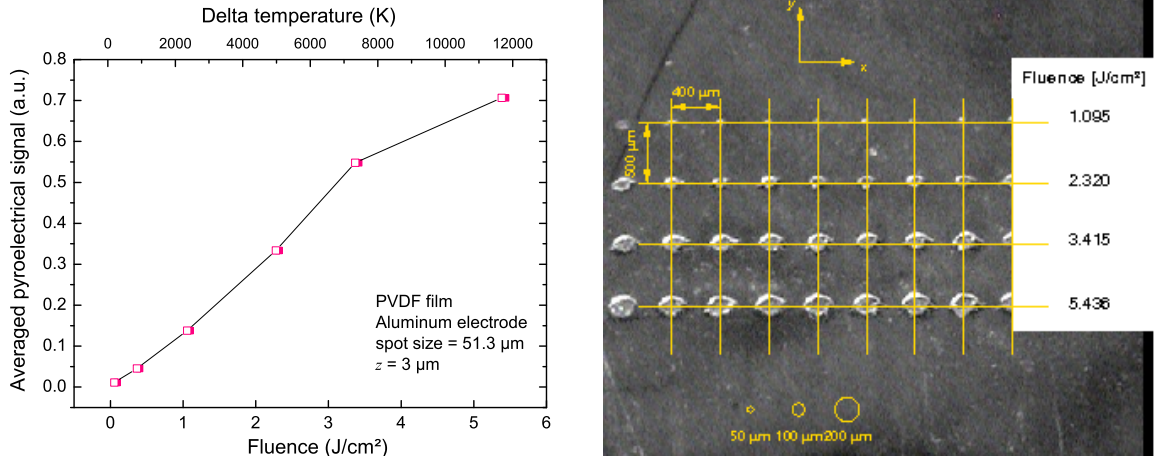 Delta temperature (K)
0 2000 4000 6000 8000 10000 12000
0.8
0.7
0.6
0.5
0.4
0.3
0.2
0.1
0.0
Averaged pyroelectrical signal (a.u.)
PVDF film
Aluminum electrode
spot size = 51.3 µm
z = 3 µm
0 1 2 3 4 5 6
Fluence (J/cm²)
y
x
400 µm
500 µm
Fluence [J/cm²]
1.095
2.320
3.415
5.436
50 µm 100 µm 200 µm